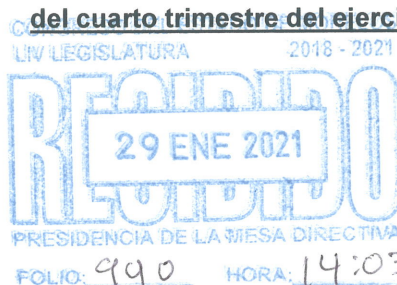 del cuarto trimestre del ejerci
LIV LEGISLATURA 2018 - 2021
RECIBIDO
29 ENE 2021
PRESIDENCIA DE LA MESA DIRECTIVA
FOLIO: 990 HORA: 14:03